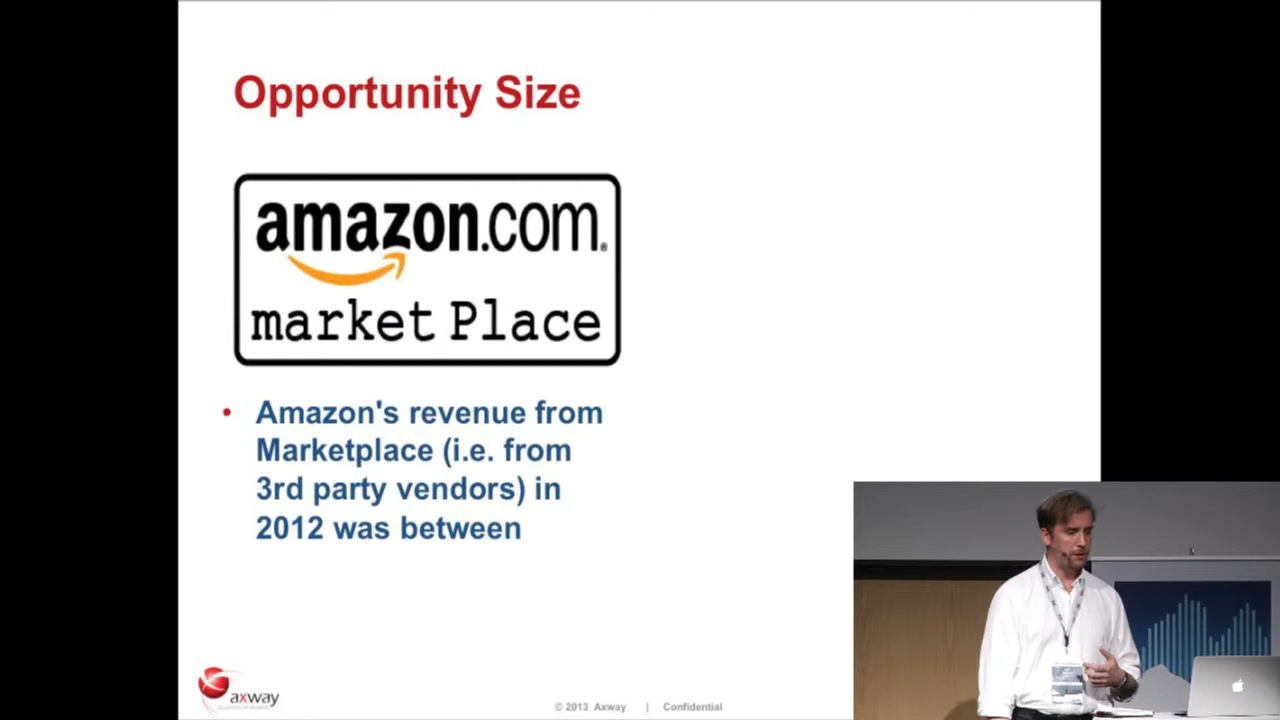 Opportunity Size
amazon.com®
market Place
• Amazon's revenue from
Marketplace (i.e. from
3rd party vendors) in
2012 was between
axway
© 2013 Axway | Confidential